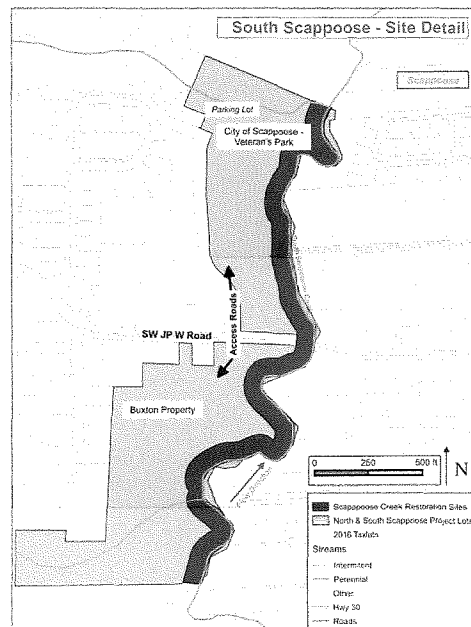 South Scappoose - Site Detail
Scappoose
Parking Lot
City of Scappoose -
Veteran's Park
Access Roads
SW JP W Road
Buxton Property
0 250 500 ft
N
Scappoose Creek Restoration Sites
North & South Scappoose Project Lots
2016 Taxlots
Streams
Intermittent
Perennial
Other
Hwy 30
Roads